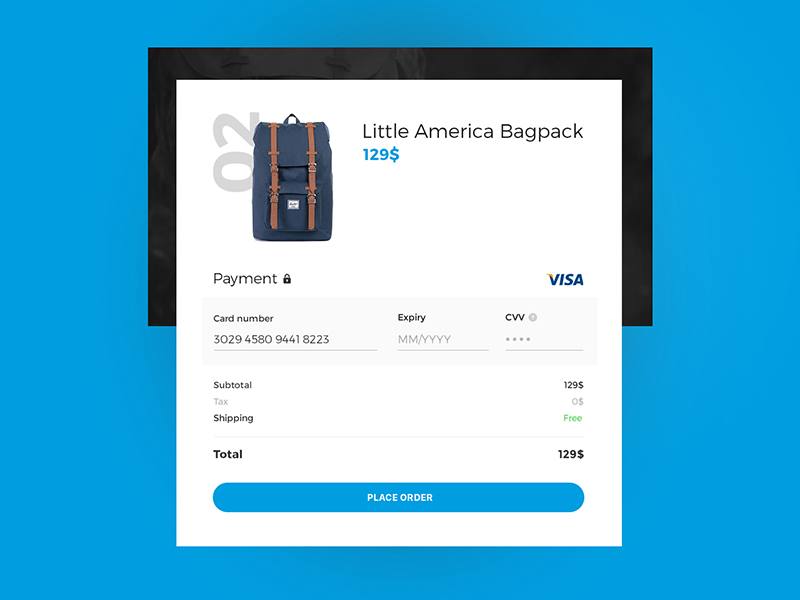 02
Little America Bagpack
129$
Payment
VISA
Card number
Expiry
CVV ?
3029 4580 9441 8223
MM/YYYY
Subtotal
129$
Tax
0$
Shipping
Free
Total
129$
PLACE ORDER